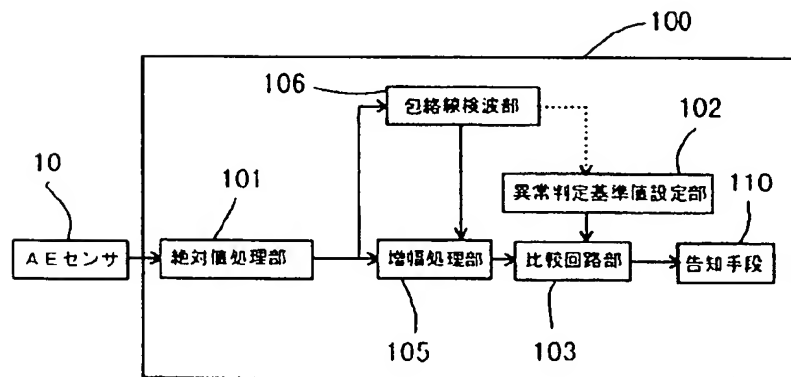 100
106
包絡線検波部
102
10
101
異常判定基準値設定部
110
AEセンサ
絶対値処理部
増幅処理部
比較回路部
告知手段
105
103